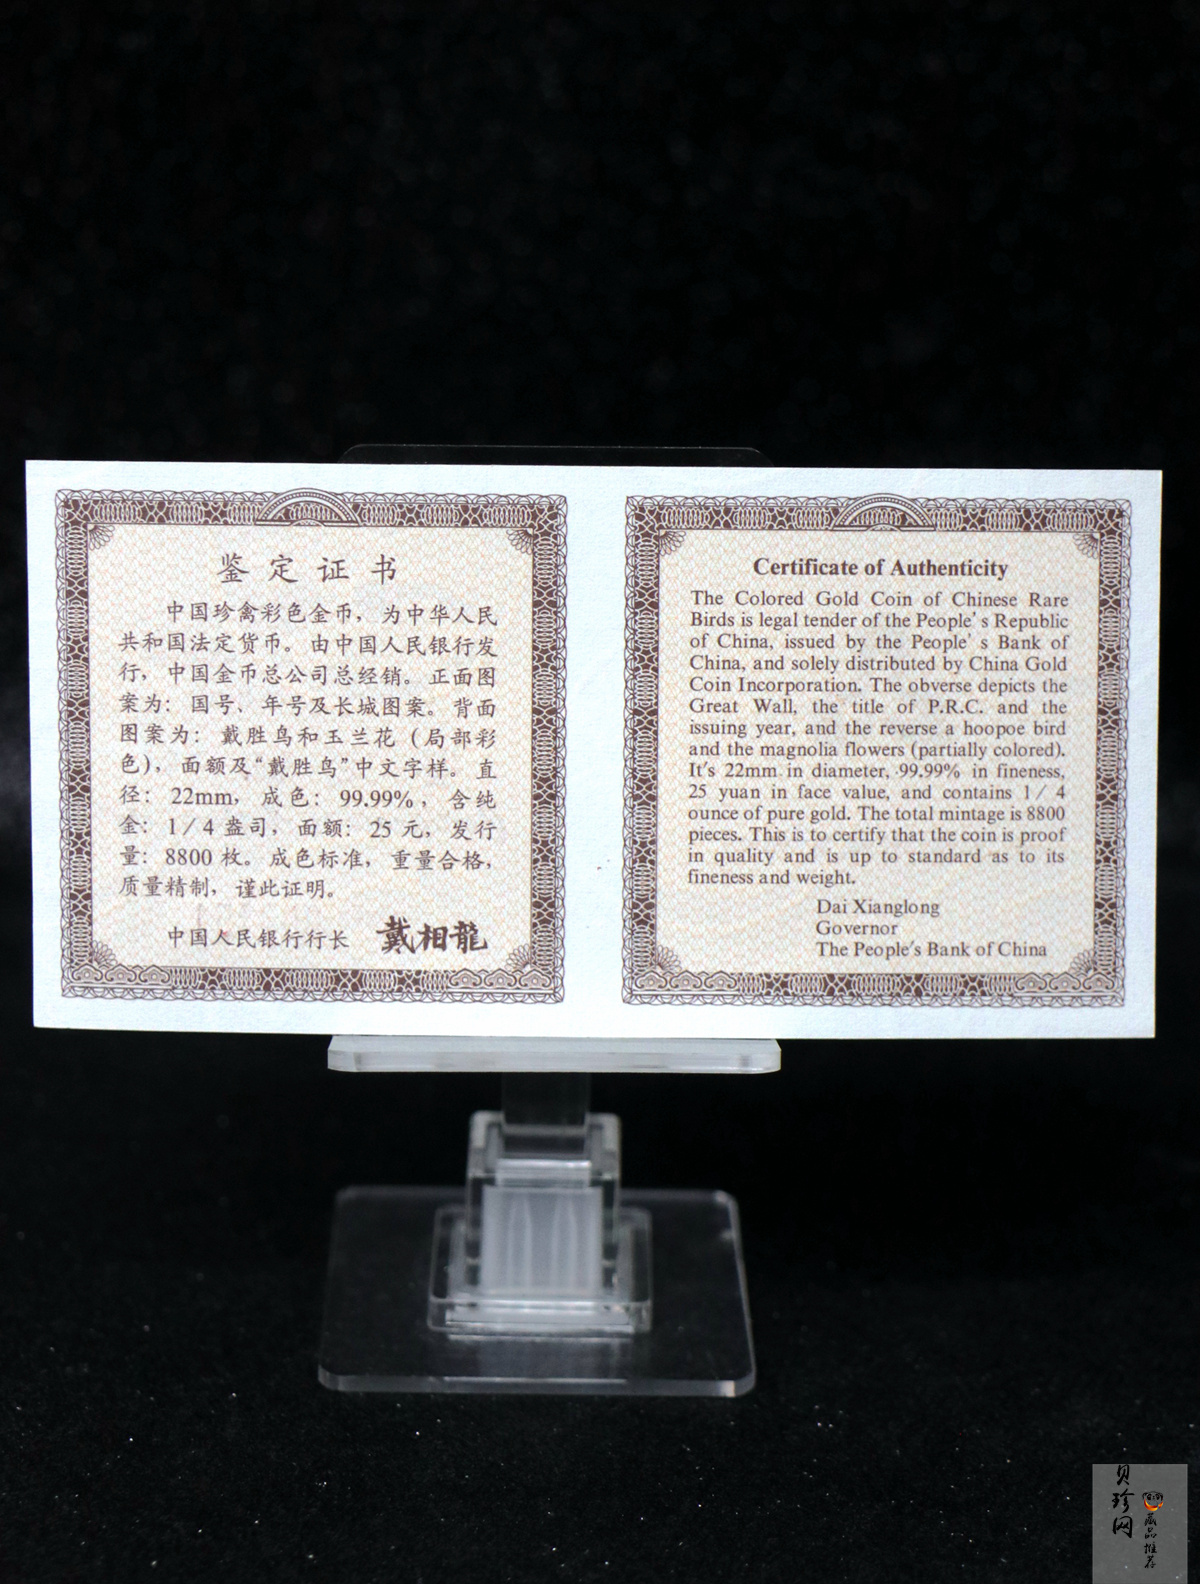 鉴定证书
中国珍禽彩色金币，为中华人民
共和国法定货币。由中国人民银行发
行，中国金币总公司总经销。正面图
案为：国号、年号及长城图案。背面
图案为：戴胜鸟和玉兰花（局部彩
色），面额及“戴胜鸟”中文字样。直
径：22mm，成色：99.99%，含纯
金：1/4盎司，面额：25元，发行
量：8800枚。成色标准，重量合格，
质量精制，谨此证明。
中国人民银行行长 戴相龍
Certificate of Authenticity
The Colored Gold Coin of Chinese Rare
Birds is legal tender of the People's Republic
of China, issued by the People's Bank of
China, and solely distributed by China Gold
Coin Incorporation. The obverse depicts the
Great Wall, the title of P.R.C. and the
issuing year, and the reverse a hoopoe bird
and the magnolia flowers (partially colored).
It's 22mm in diameter, 99.99% in fineness,
25 yuan in face value, and contains 1/4
ounce of pure gold. The total mintage is 8800
pieces. This is to certify that the coin is proof
in quality and is up to standard as to its
fineness and weight.
Dai Xianglong
Governor
The People's Bank of China
贝珍网
藏品推荐